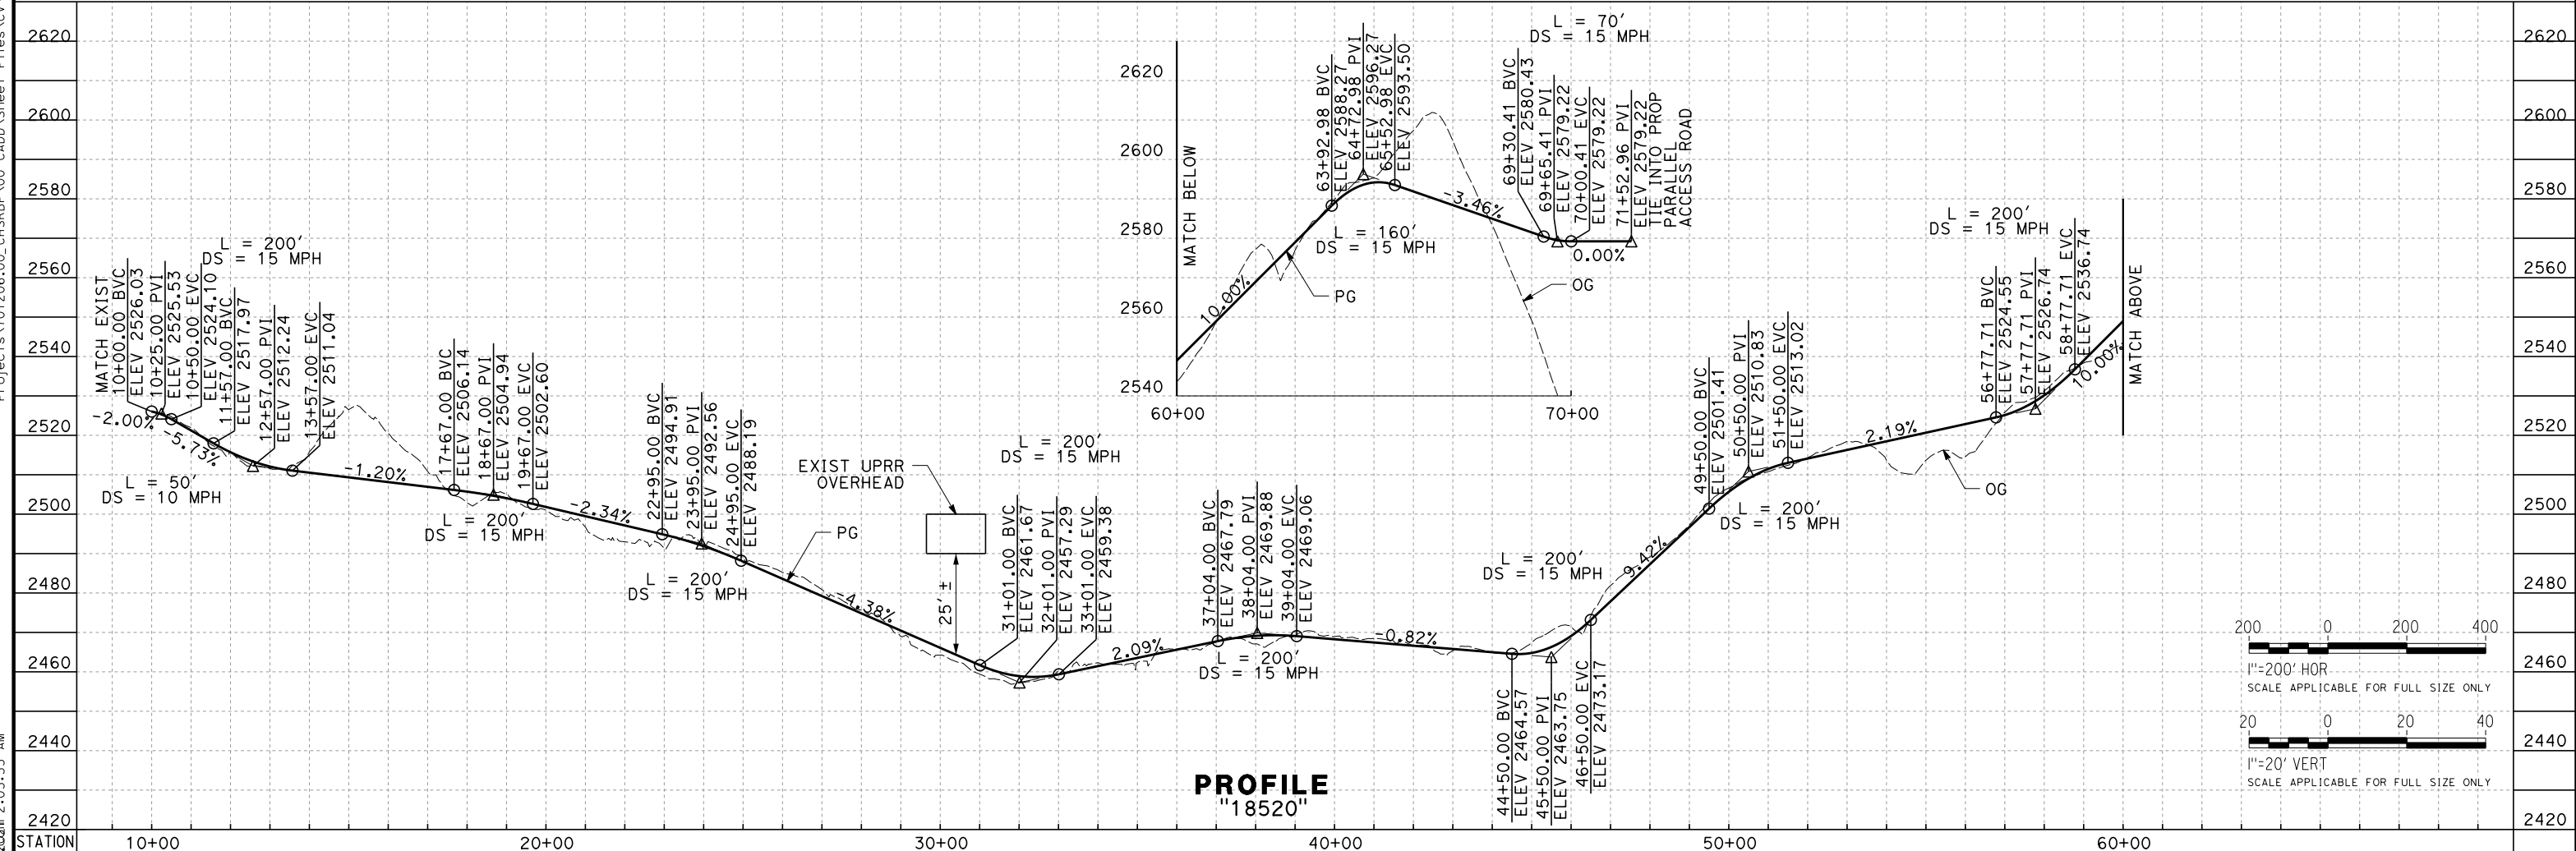 2620
2600
2580
2560
2540
2520
2500
2480
2460
2440
2420
STATION
10+00
20+00
30+00
40+00
50+00
60+00
2620
2600
2580
2560
2540
2520
2500
2480
2460
2440
2420
MATCH EXIST
10+00.00 BVC
ELEV 2526.03
10+25.00 PVI
ELEV 2525.53
10+50.00 EVC
ELEV 2524.10
11+57.00 BVC
ELEV 2517.97
12+57.00 PVI
ELEV 2512.24
13+57.00 EVC
ELEV 2511.04
L = 200'
DS = 15 MPH
-2.00%
-5.73%
L = 50'
DS = 10 MPH
-1.20%
17+67.00 BVC
ELEV 2506.14
18+67.00 PVI
ELEV 2504.94
19+67.00 EVC
ELEV 2502.60
L = 200'
DS = 15 MPH
-2.34%
22+95.00 BVC
ELEV 2494.91
23+95.00 PVI
ELEV 2492.56
24+95.00 EVC
ELEV 2488.19
L = 200'
DS = 15 MPH
PG
-4.38%
EXIST UPRR
OVERHEAD
25' ±
L = 200'
DS = 15 MPH
31+01.00 BVC
ELEV 2461.67
32+01.00 PVI
ELEV 2457.29
33+01.00 EVC
ELEV 2459.38
2.09%
37+04.00 BVC
ELEV 2467.79
38+04.00 PVI
ELEV 2469.88
39+04.00 EVC
ELEV 2469.06
L = 200'
DS = 15 MPH
-0.82%
44+50.00 BVC
ELEV 2464.57
45+50.00 PVI
ELEV 2463.75
46+50.00 EVC
ELEV 2473.17
L = 200'
DS = 15 MPH
9.42%
49+50.00 BVC
ELEV 2501.41
50+50.00 PVI
ELEV 2510.83
51+50.00 EVC
ELEV 2513.02
L = 200'
DS = 15 MPH
2.19%
OG
56+77.71 BVC
ELEV 2524.55
57+77.71 PVI
ELEV 2526.74
58+77.71 EVC
ELEV 2536.74
L = 200'
DS = 15 MPH
10.00%
MATCH ABOVE
2620
2600
2580
2560
2540
60+00
70+00
MATCH BELOW
10.00%
PG
63+92.98 BVC
ELEV 2588.27
64+72.98 PVI
ELEV 2596.27
65+52.98 EVC
ELEV 2593.50
L = 160'
DS = 15 MPH
-3.46%
L = 70'
DS = 15 MPH
69+30.41 BVC
ELEV 2580.43
69+65.41 PVI
ELEV 2579.22
70+00.41 EVC
ELEV 2579.22
71+52.96 PVI
ELEV 2579.22
TIE INTO PROP
PARALLEL
ACCESS ROAD
0.00%
OG
PROFILE
"18520"
200 0 200 400
1"=200' HOR
SCALE APPLICABLE FOR FULL SIZE ONLY
20 0 20 40
1"=20' VERT
SCALE APPLICABLE FOR FULL SIZE ONLY